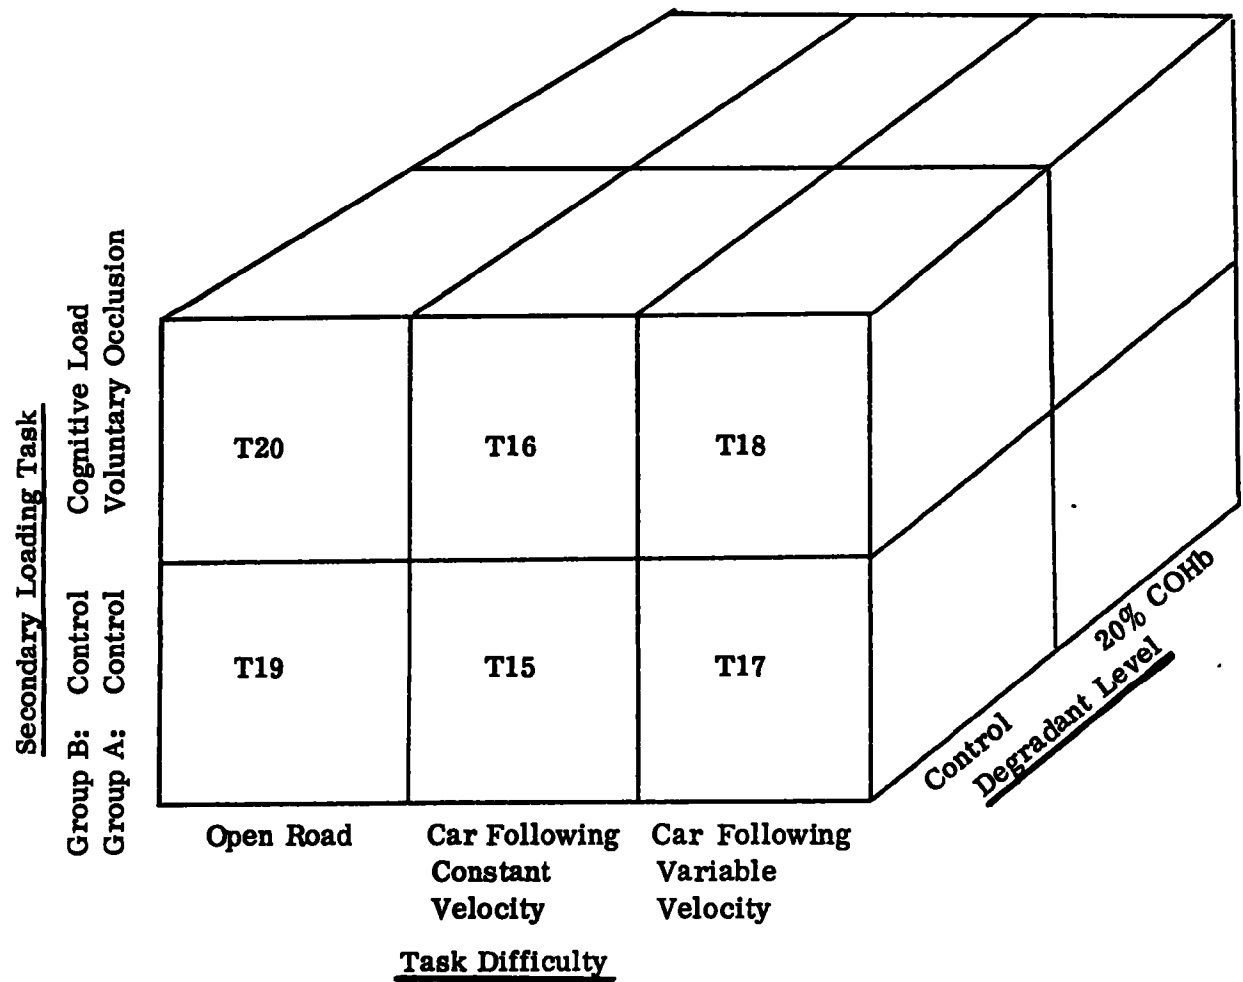 Secondary Loading Task
Group B: Control Cognitive Load
Group A: Control Voluntary Occlusion
T20 T16 T18
T19 T15 T17
Open Road
Car Following
Constant
Velocity
Car Following
Variable
Velocity
Task Difficulty
Control 20% COHb
Degradant Level